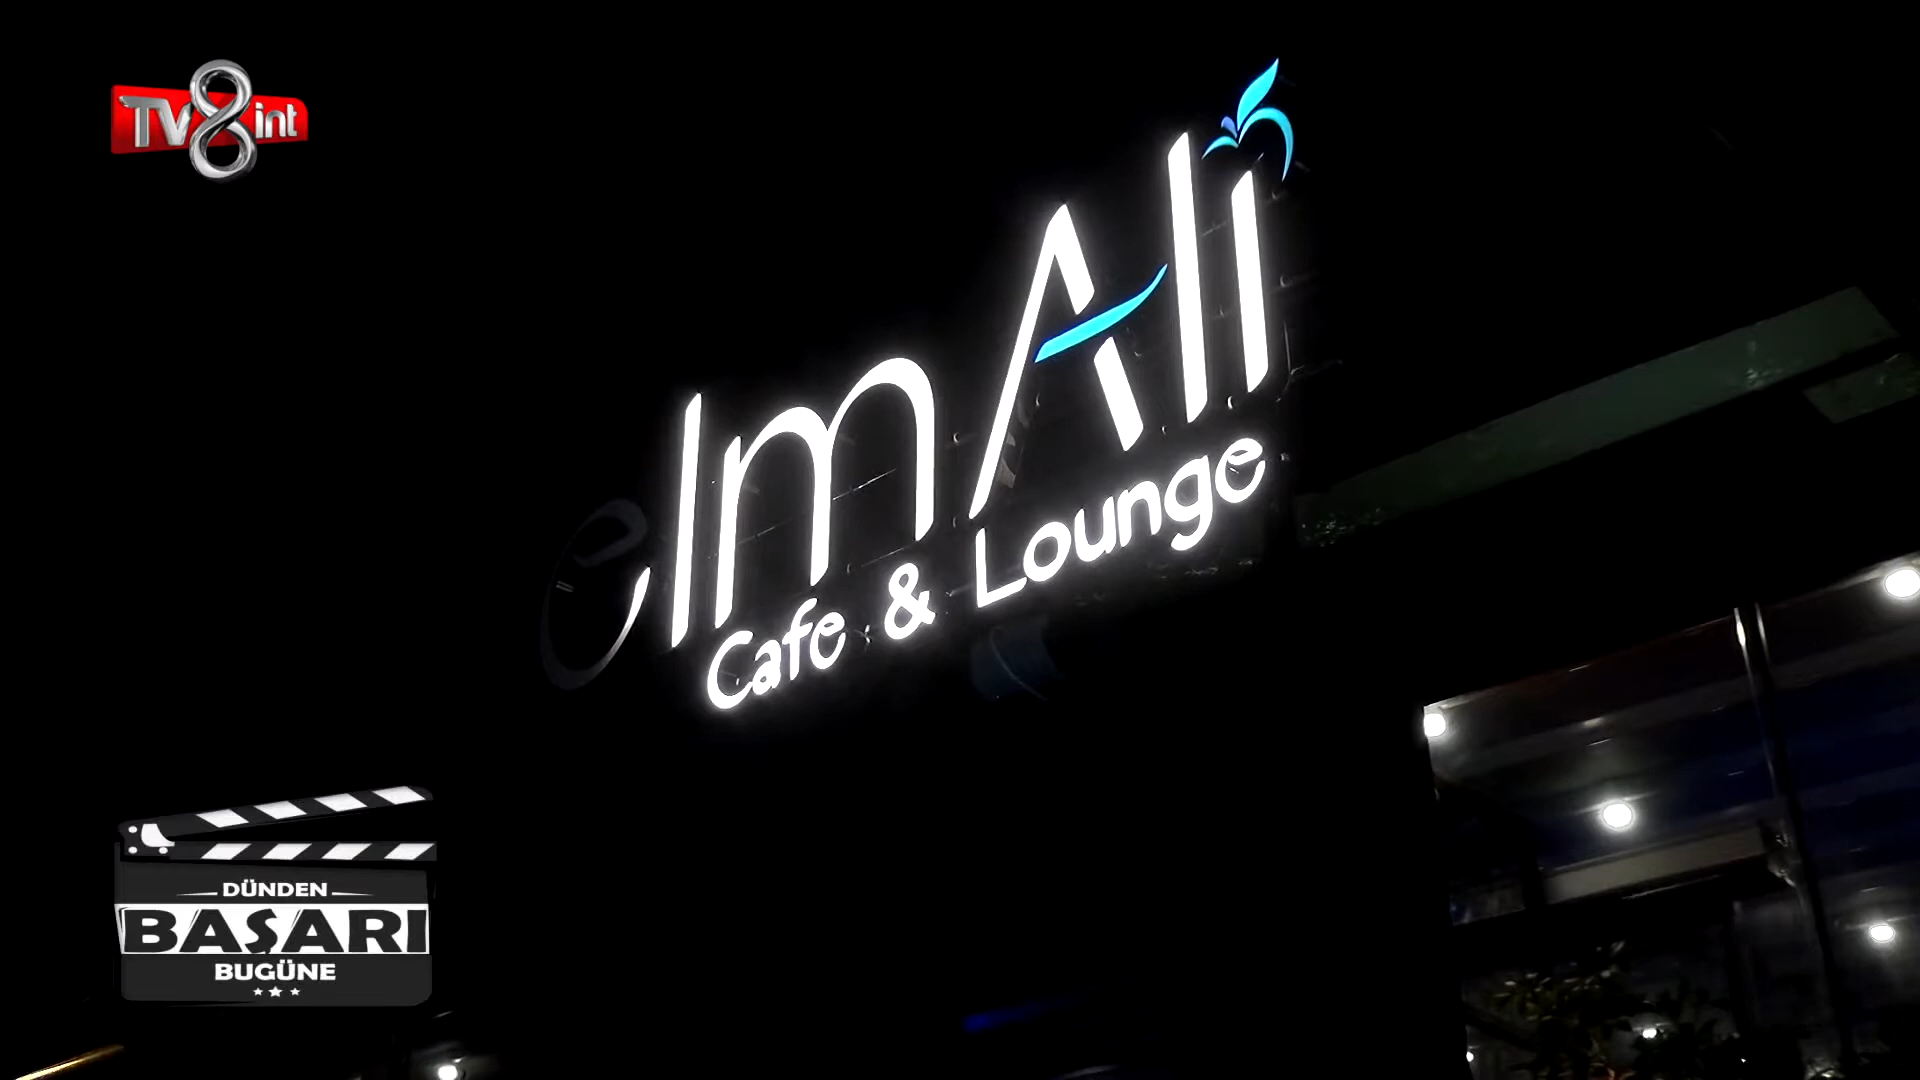 TV8int
elmAli
Cafe & Lounge
DÜNDEN
BAŞARI
BUGÜNE